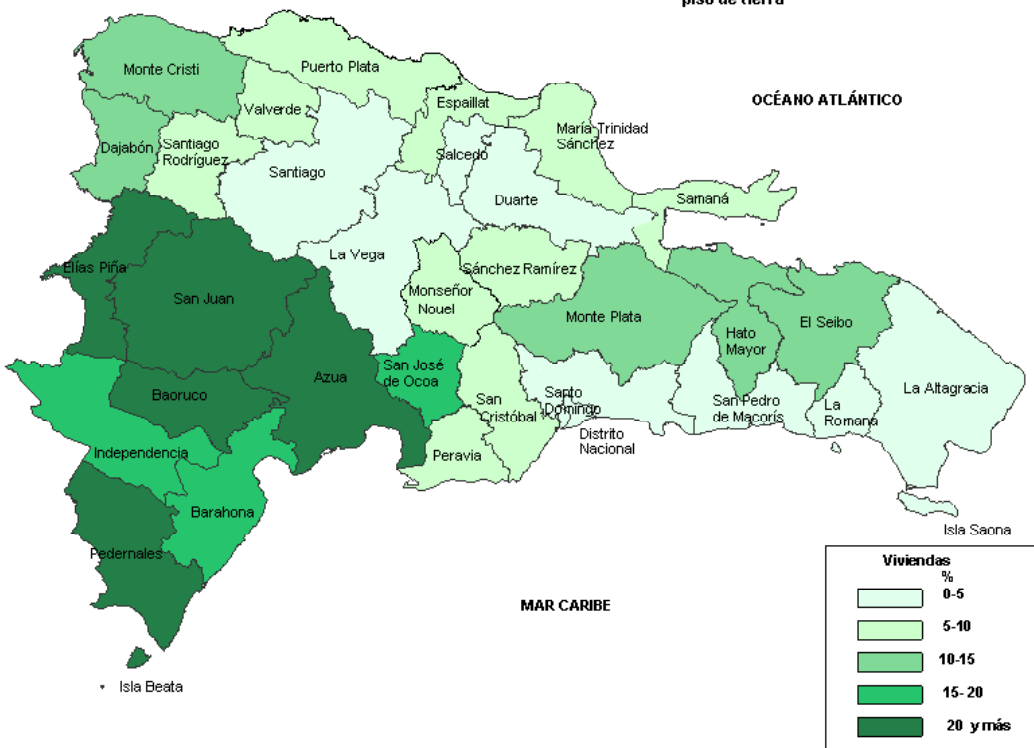 piso de tierra
Monte Cristi
Puerto Plata
OCÉANO ATLÁNTICO
Valverde
Espaillat
María Trinidad
Sánchez
Dajabón
Santiago
Rodríguez
Salcedo
Santiago
Duarte
Samaná
La Vega
Elías Piña
Sánchez Ramírez
San Juan
Monseñor
Nouel
Monte Plata
El Seibo
Hato
Mayor
San José
de Ocoa
Azua
La Altagracia
Baoruco
San
Cristóbal
Santo
Domingo
San Pedro
de Macorís
La
Romana
Distrito
Nacional
Independencia
Peravia
Barahona
Isla Saona
Pedernales
MAR CARIBE
Isla Beata
Viviendas
%
0-5
5-10
10-15
15- 20
20 y más